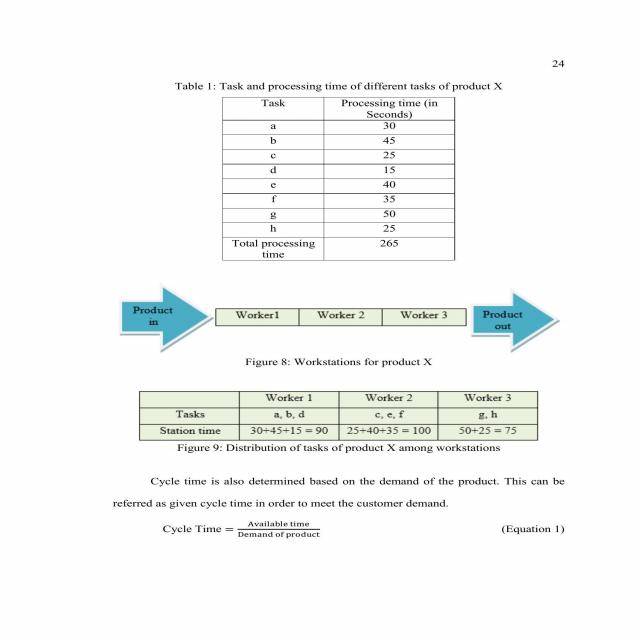 24
Table 1: Task and processing time of different tasks of product X
Task Processing time (in
Seconds)
a 30
b 45
c 25
d 15
e 40
f 35
g 50
h 25
Total processing 265
time
Product
in
Worker1 Worker 2 Worker 3
Product
out
Figure 8: Workstations for product X
Worker 1 Worker 2 Worker 3
Tasks a, b, d c, e, f g, h
Station time 30+45+15 = 90 25+40+35 = 100 50+25 = 75
Figure 9: Distribution of tasks of product X among workstations
Cycle time is also determined based on the demand of the product. This can be
referred as given cycle time in order to meet the customer demand.
Cycle Time = Available time / Demand of product (Equation 1)